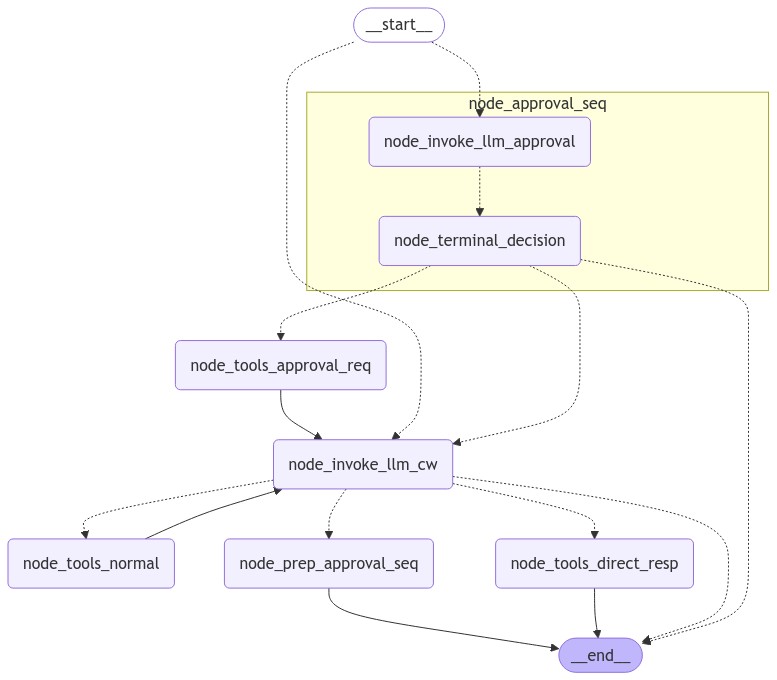 __start__
node_approval_seq
node_invoke_llm_approval
node_terminal_decision
node_tools_approval_req
node_invoke_llm_cw
node_tools_normal
node_prep_approval_seq
node_tools_direct_resp
__end__